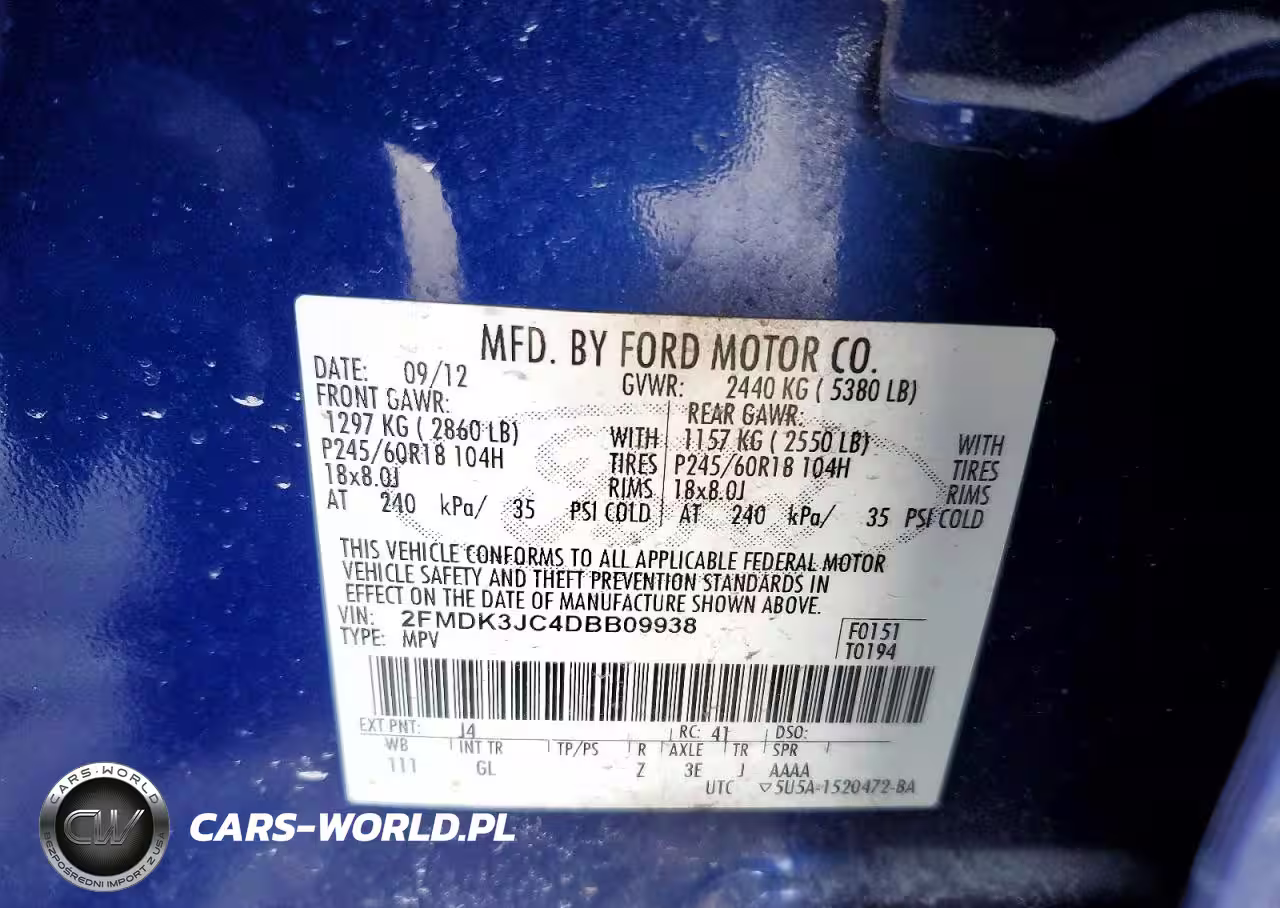 MFD. BY FORD MOTOR CO.
DATE: 09/12 GVWR: 2440 KG ( 5380 LB)
FRONT GAWR: REAR GAWR:
1297 KG ( 2860 LB) WITH 1157 KG ( 2550 LB) WITH
P245/60R18 104H TIRES P245/60R18 104H TIRES
18x8.0J RIMS 18x8.0J RIMS
AT 240 kPa/ 35 PSI COLD AT 240 kPa/ 35 PSI COLD
THIS VEHICLE CONFORMS TO ALL APPLICABLE FEDERAL MOTOR
VEHICLE SAFETY AND THEFT PREVENTION STANDARDS IN
EFFECT ON THE DATE OF MANUFACTURE SHOWN ABOVE.
VIN: 2FMDK3JC4DBB09938 F0151
TYPE: MPV T0194
EXT PNT: J4 RC: 41 DSO:
WB INT TR TP/PS R AXLE TR SPR
111 GL Z 3E J AAAA
UTC ▽5U5A-1520472-BA
CARS-WORLD
CW
BEZPOŚREDNI IMPORT Z USA
CARS-WORLD.PL